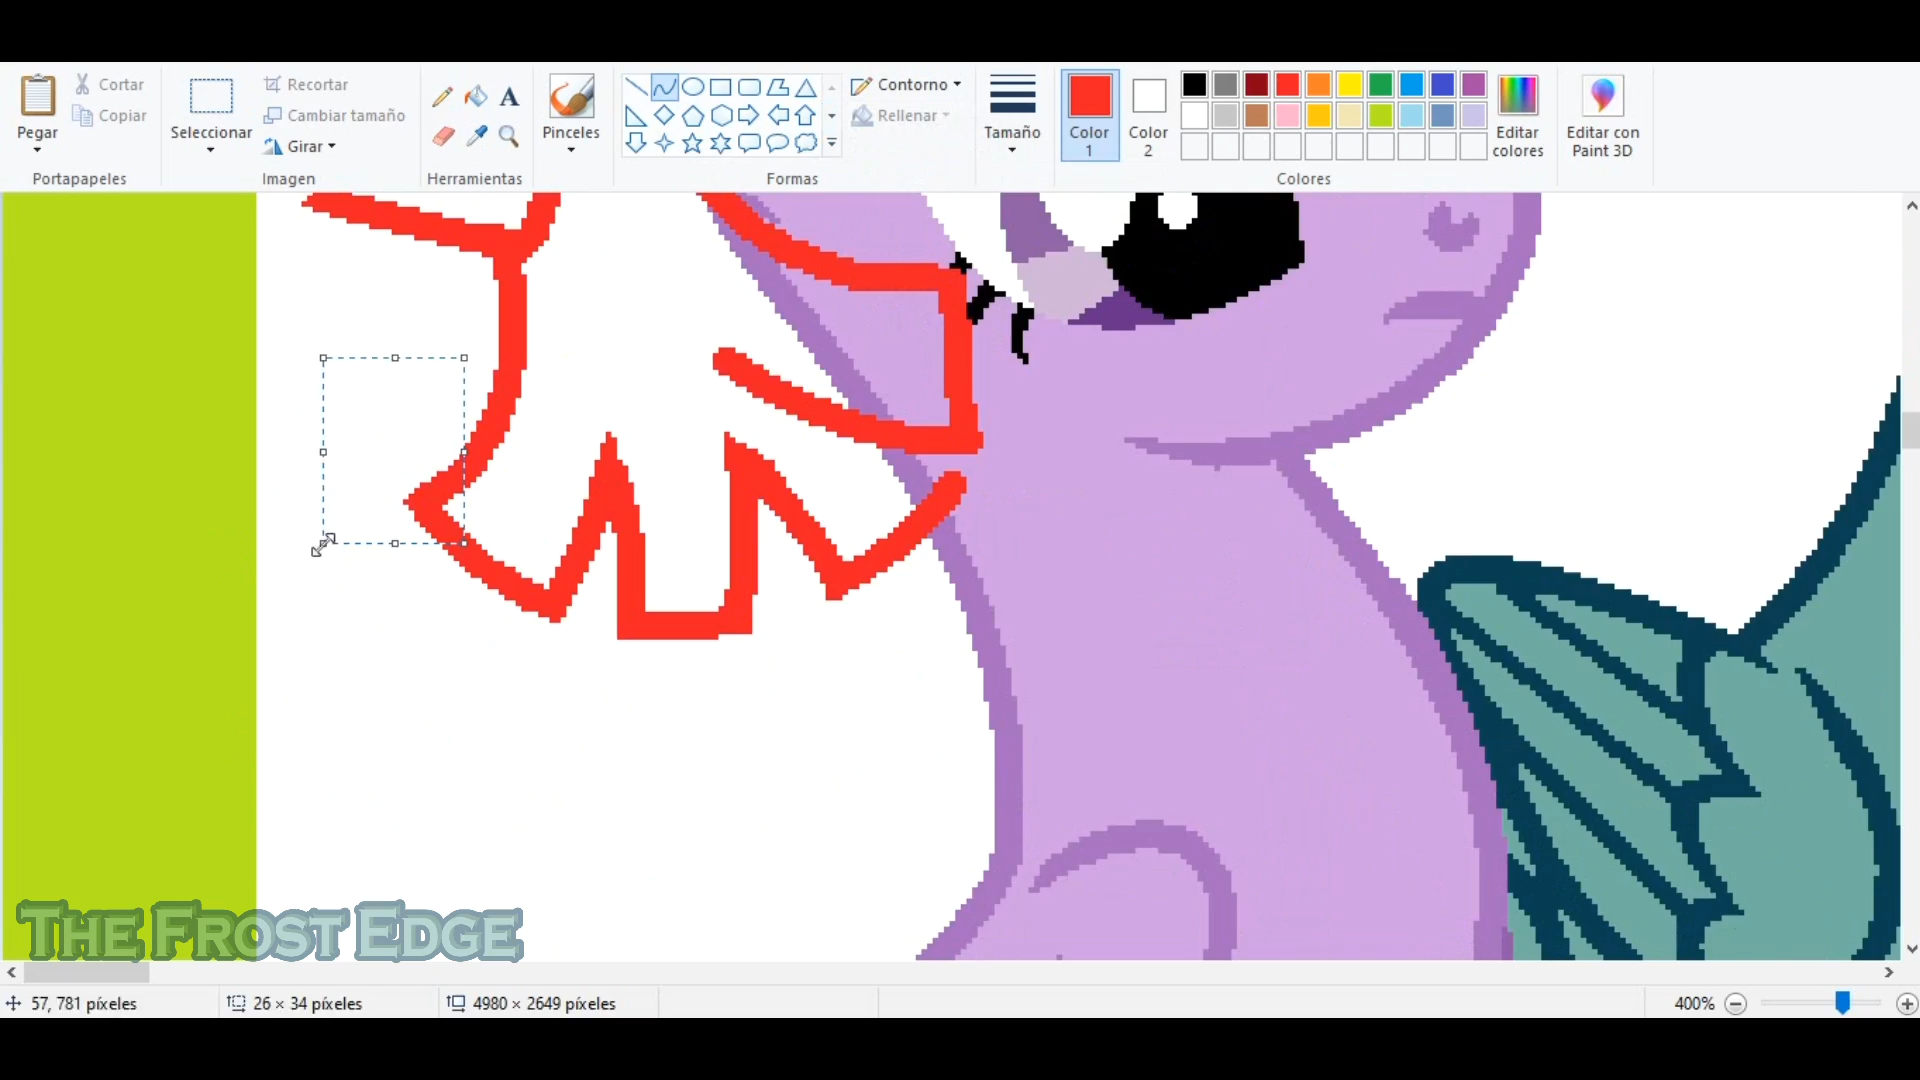 Pegar
Cortar
Copiar
Portapapeles
Seleccionar
Recortar
Cambiar tamaño
Girar
Imagen
A
Herramientas
Pinceles
Contorno
Rellenar
Formas
Tamaño
Color
1
Color
2
Editar
colores
Colores
Editar con
Paint 3D
THE FROST EDGE
57, 781 píxeles
26 × 34 píxeles
4980 × 2649 píxeles
400%